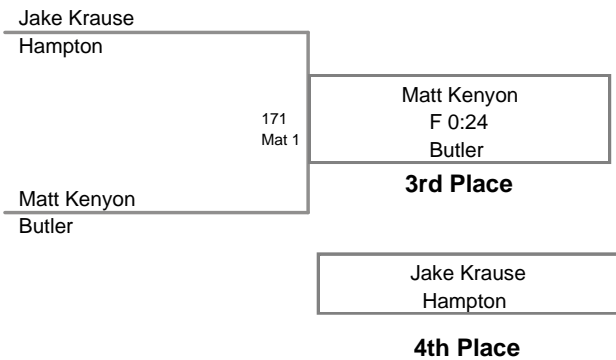 Jake Krause
Hampton
171
Mat 1
Matt Kenyon
F 0:24
Butler
3rd Place
Matt Kenyon
Butler
Jake Krause
Hampton
4th Place